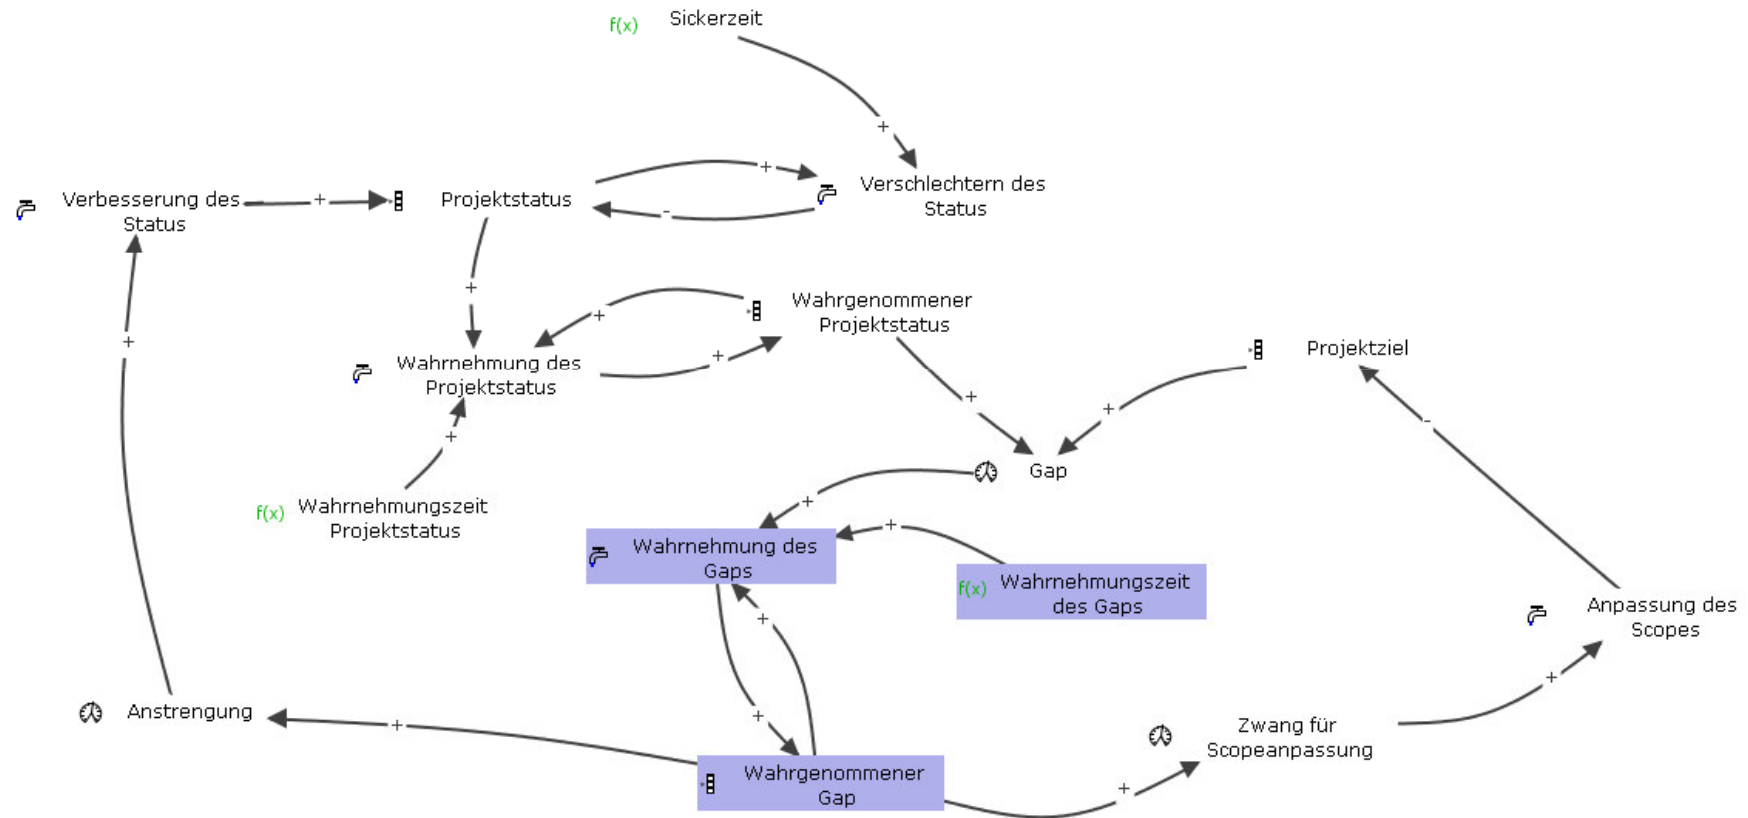 f(x)
Sickerzeit
+
Verbesserung des
Status
+
Projektstatus
+
-
Verschlechtern des
Status
+
+
Wahrgenommener
Projektstatus
+
+
Wahrnehmung des
Projektstatus
Projektziel
+
+
-
+
f(x)
Wahrnehmungszeit
Projektstatus
Gap
+
+
Wahrnehmung des
Gaps
f(x)
Wahrnehmungszeit
des Gaps
+
+
Anpassung des
Scopes
+
Anstrengung
+
Zwang für
Scopeanpassung
Wahrgenommener
Gap
+
+